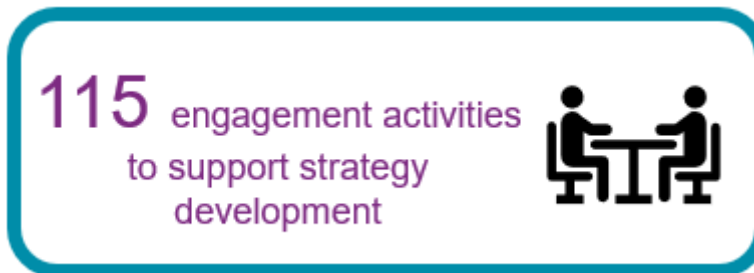 115 engagement activities
to support strategy
development